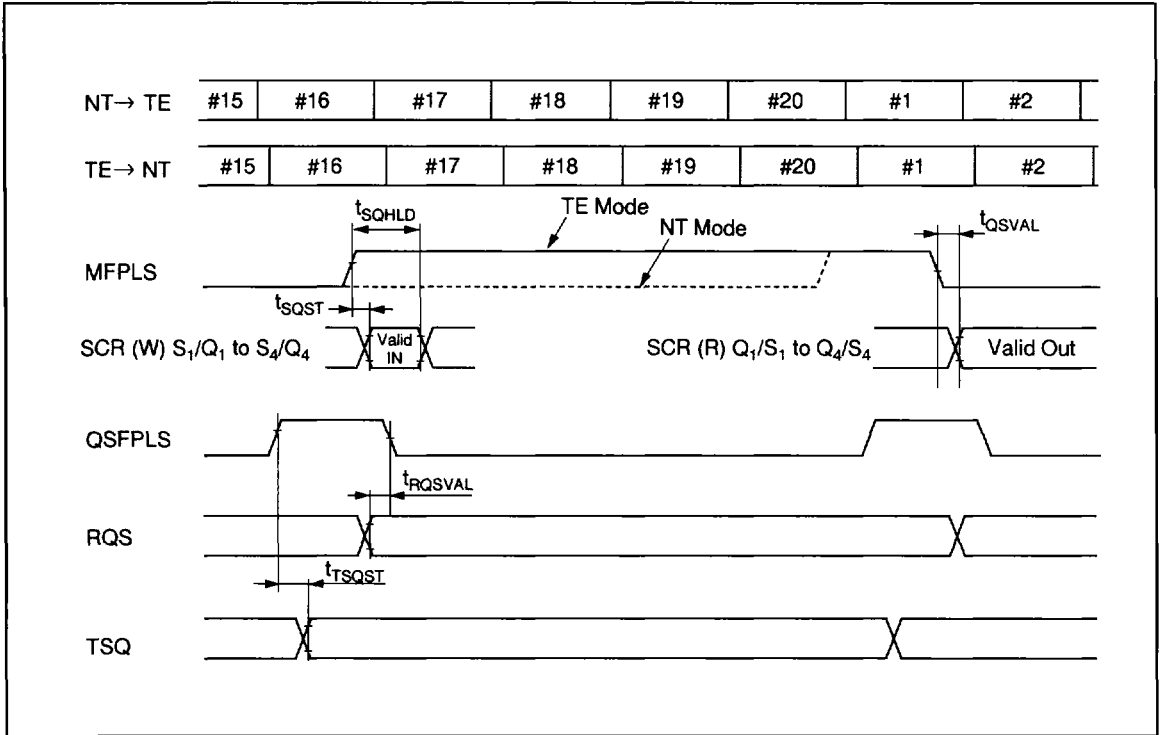 NT→ TE #15 #16 #17 #18 #19 #20 #1 #2
TE→ NT #15 #16 #17 #18 #19 #20 #1 #2
tSQHLD TE Mode
NT Mode tQSVAL
MFPLS
tSQST
SCR (W) S1/Q1 to S4/Q4 Valid IN SCR (R) Q1/S1 to Q4/S4 Valid Out
QSFPLS
tRQSVAL
RQS
tTSQST
TSQ